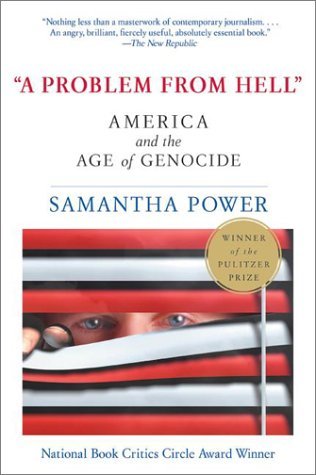 "Nothing less than a masterwork of contemporary journalism. . . .
An angry, brilliant, fiercely useful, absolutely essential book."
—The New Republic
"A PROBLEM FROM HELL"
AMERICA
and the
AGE of GENOCIDE
SAMANTHA POWER
WINNER
of the
PULITZER
PRIZE
National Book Critics Circle Award Winner